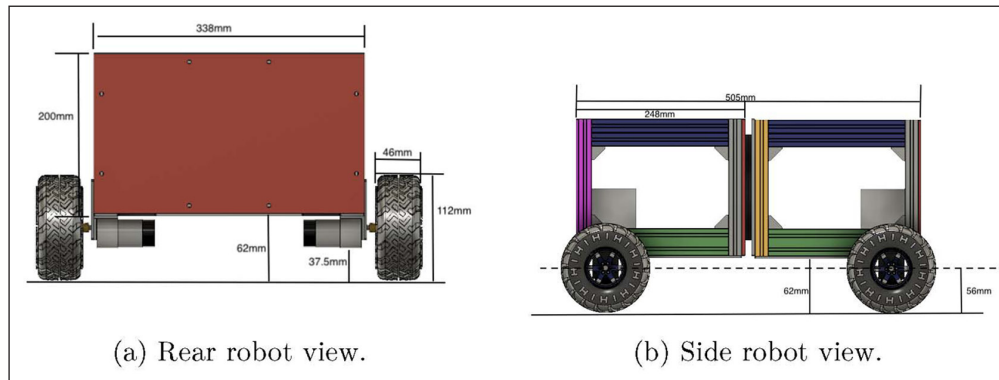 338mm
200mm
46mm
112mm
62mm
37.5mm
(a) Rear robot view.
505mm
248mm
62mm
56mm
(b) Side robot view.